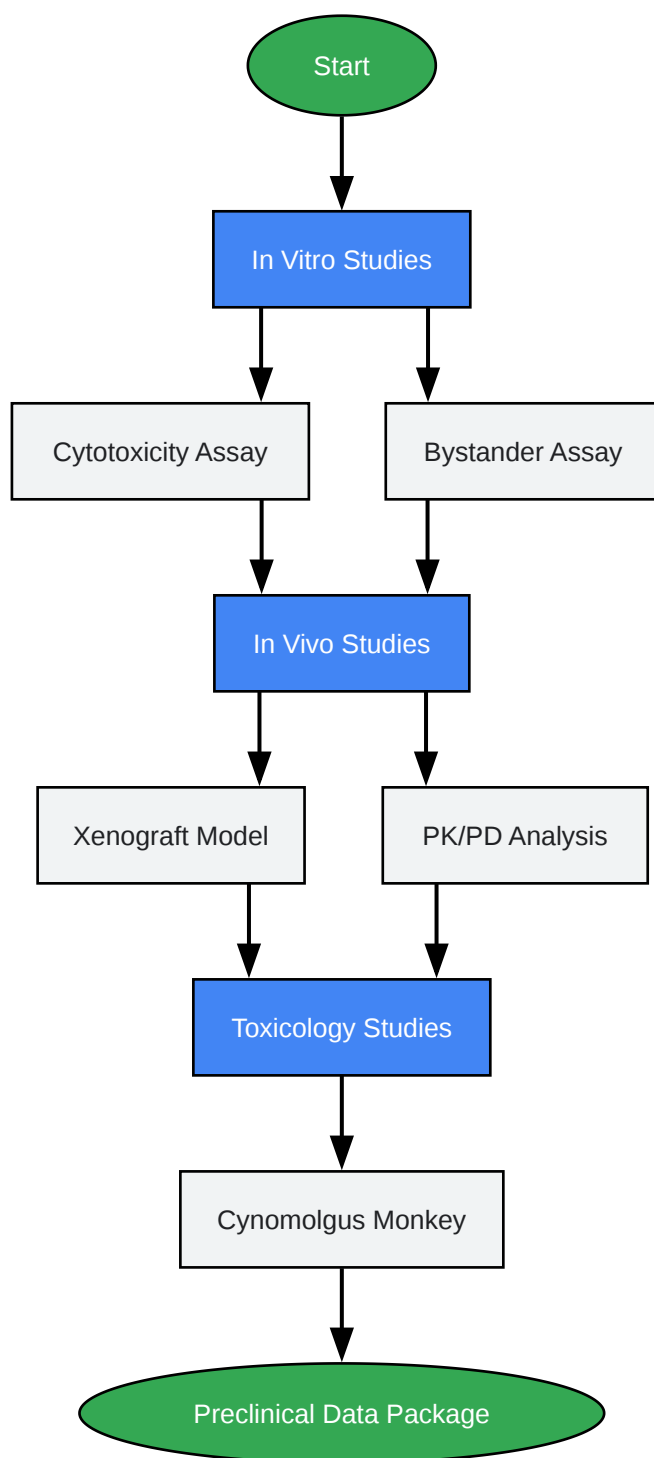 Start
In Vitro Studies
Cytotoxicity Assay
Bystander Assay
In Vivo Studies
Xenograft Model
PK/PD Analysis
Toxicology Studies
Cynomolgus Monkey
Preclinical Data Package